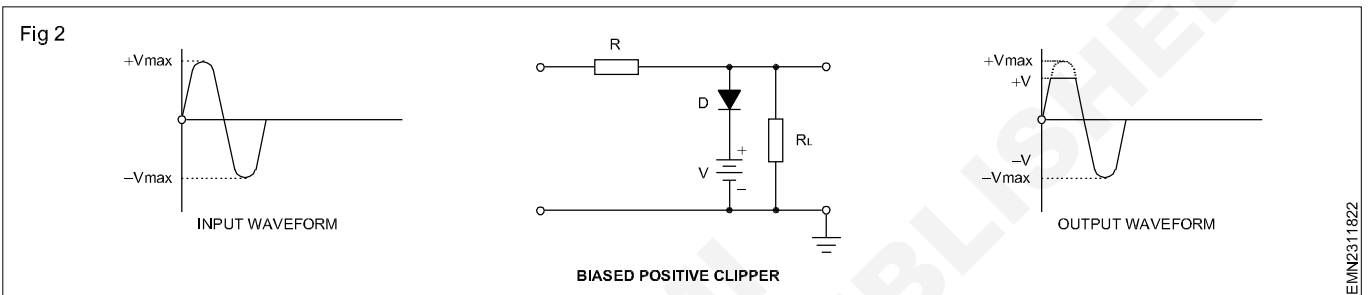 Fig 2
+Vmax
−Vmax
INPUT WAVEFORM
R
D
+
V
−
RL
BIASED POSITIVE CLIPPER
+Vmax
+V
−V
−Vmax
OUTPUT WAVEFORM
EMN2311822